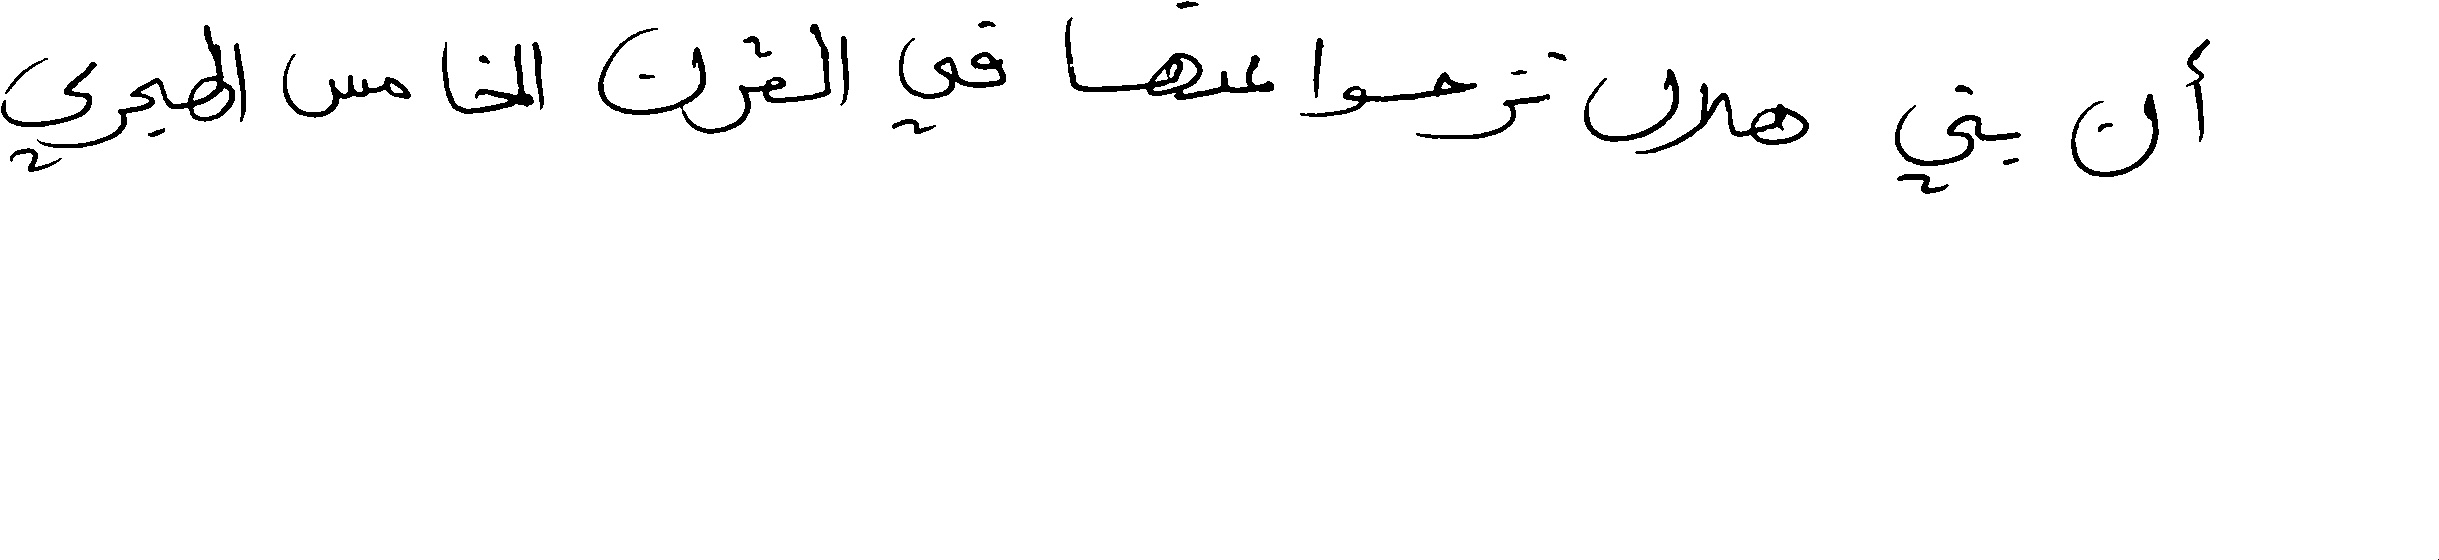 أن بني هلال نزحوا عنها في القرن الخامس الهجري